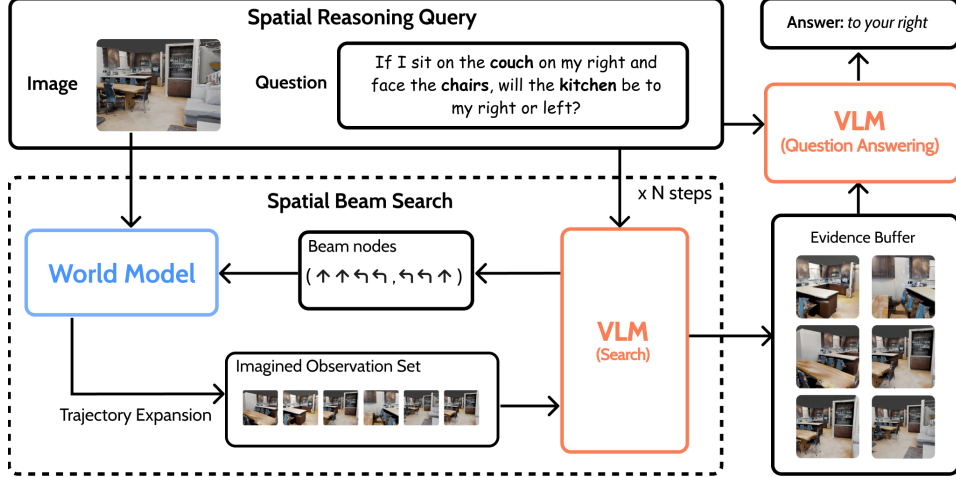 Spatial Reasoning Query
Image
Question
If I sit on the couch on my right and
face the chairs, will the kitchen be to
my right or left?
Answer: to your right
VLM
(Question Answering)
Spatial Beam Search
x N steps
World Model
Beam nodes
(↑↑↰↰,↰↰↑)
VLM
(Search)
Trajectory Expansion
Imagined Observation Set
Evidence Buffer